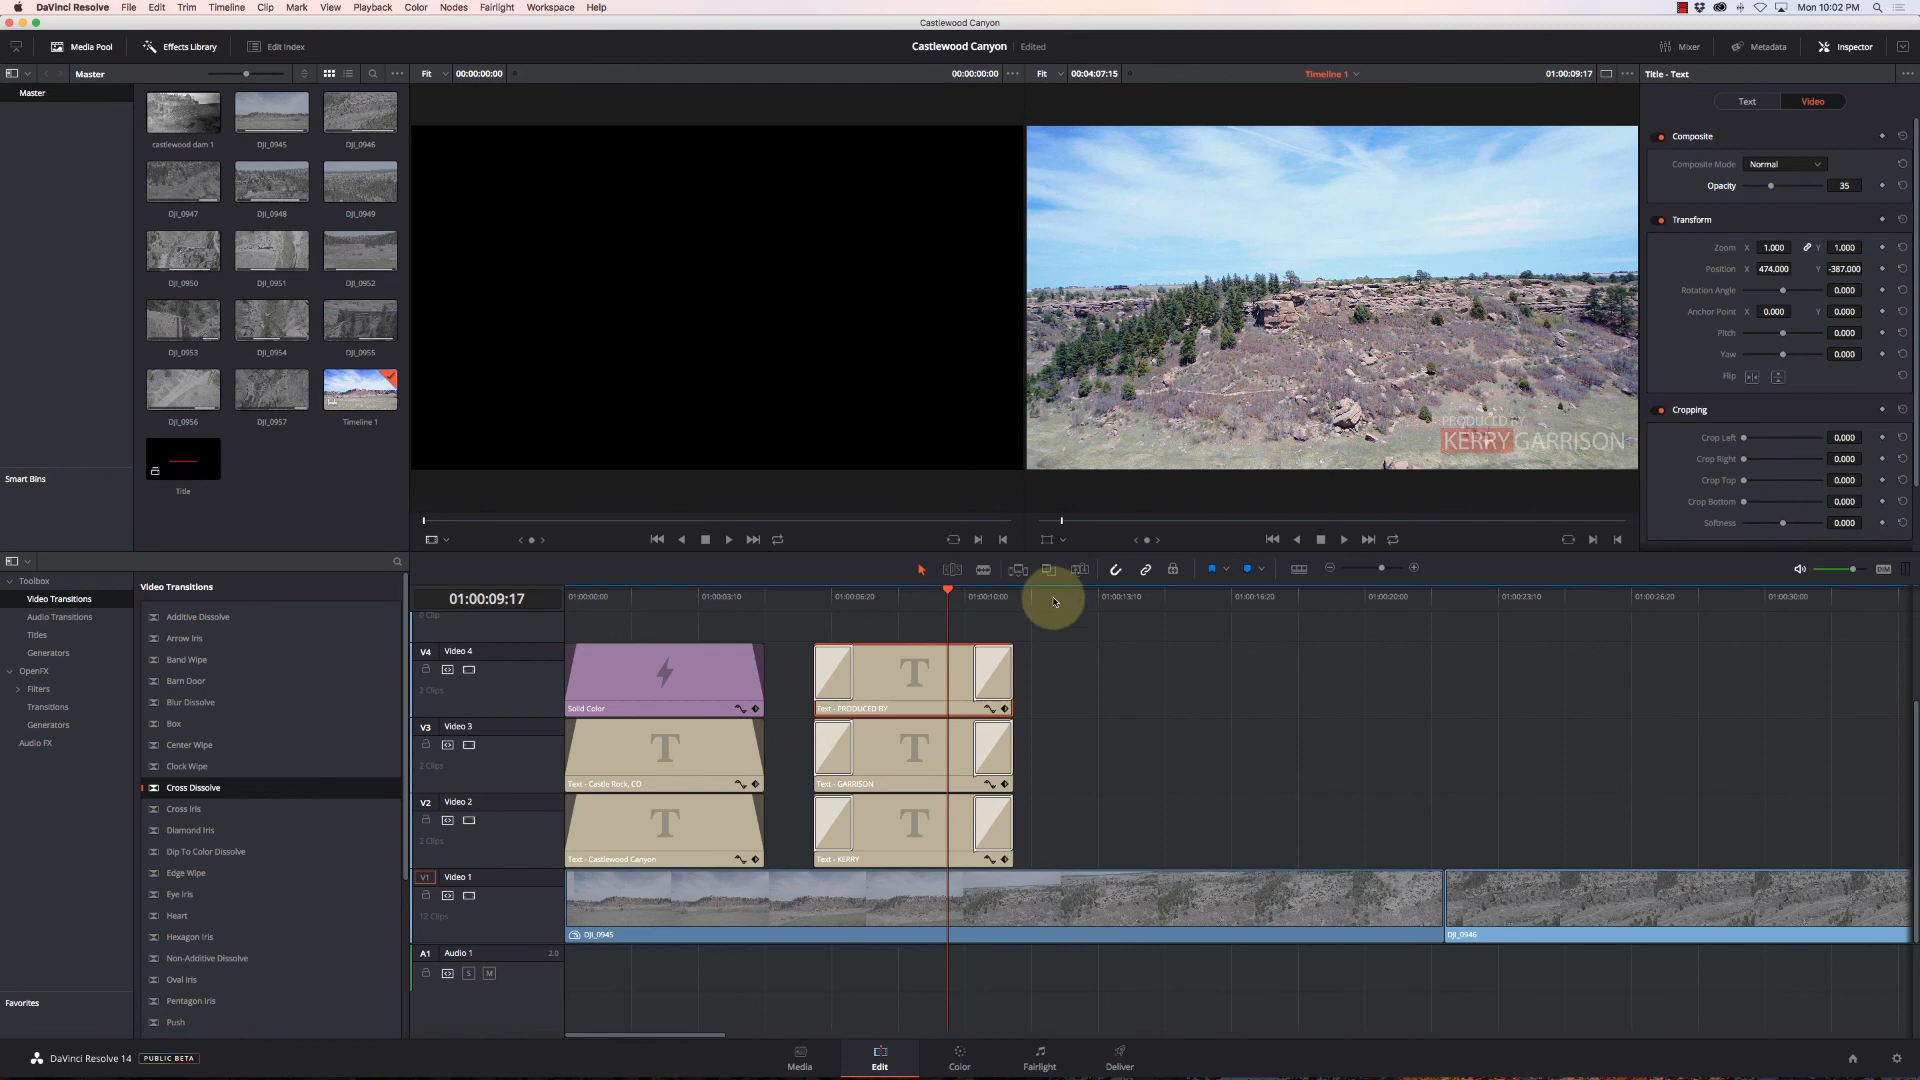 DaVinci Resolve File Edit Trim Timeline Clip Mark View Playback Color Nodes Fairlight Workspace Help Mon 10:02 PM
Castlewood Canyon
Media Pool Effects Library Edit Index Castlewood Canyon Edited Mixer Metadata Inspector
Master Fit 00:00:00:00 00:00:00:00 Fit 00:04:07:15 Timeline 1 01:00:09:17 Title - Text
Master
Text Video
castlewood dam 1 DJI_0945 DJI_0946
DJI_0947 DJI_0948 DJI_0949
DJI_0950 DJI_0951 DJI_0952
DJI_0953 DJI_0954 DJI_0955
DJI_0956 DJI_0957 Timeline 1
Title
Smart Bins
PRODUCED BY
KERRY GARRISON
Composite
Composite Mode Normal
Opacity 35
Transform
Zoom X 1.000 Y 1.000
Position X 474.000 Y -387.000
Rotation Angle 0.000
Anchor Point X 0.000 Y 0.000
Pitch 0.000
Yaw 0.000
Flip
Cropping
Crop Left 0.000
Crop Right 0.000
Crop Top 0.000
Crop Bottom 0.000
Softness 0.000
Toolbox
Video Transitions
Audio Transitions
Titles
Generators
OpenFX
Filters
Transitions
Generators
Audio FX
Favorites
Video Transitions
Additive Dissolve
Arrow Iris
Band Wipe
Barn Door
Blur Dissolve
Box
Center Wipe
Clock Wipe
Cross Dissolve
Cross Iris
Diamond Iris
Dip To Color Dissolve
Edge Wipe
Eye Iris
Heart
Hexagon Iris
Non-Additive Dissolve
Oval Iris
Pentagon Iris
Push
DIM
01:00:09:17 01:00:00:00 01:00:03:10 01:00:06:20 01:00:10:00 01:00:13:10 01:00:16:20 01:00:20:00 01:00:23:10 01:00:26:20 01:00:30:00
0 Clip
V4 Video 4
2 Clips
Solid Color Text - PRODUCED BY
V3 Video 3
2 Clips
Text - Castle Rock, CO Text - GARRISON
V2 Video 2
2 Clips
Text - Castlewood Canyon Text - KERRY
V1 Video 1
12 Clips
DJI_0945 DJI_0946
A1 Audio 1 2.0
S M
DaVinci Resolve 14 PUBLIC BETA
Media Edit Color Fairlight Deliver